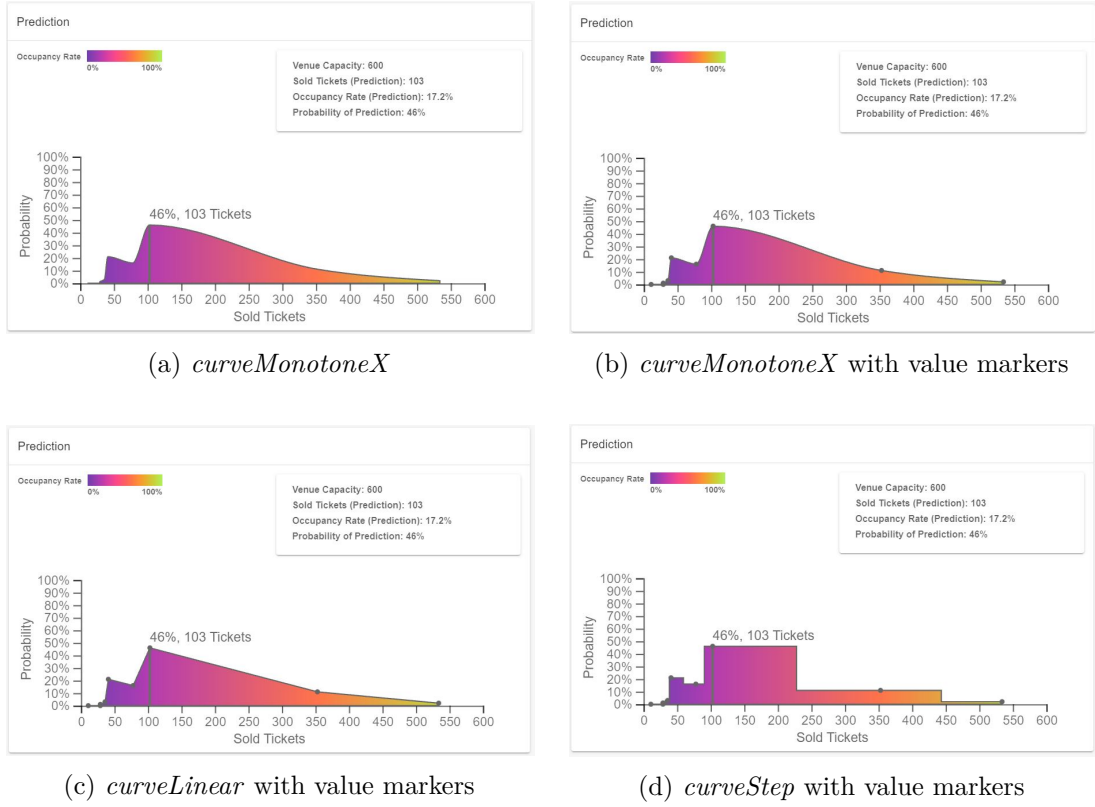 Prediction
Occupancy Rate
0% 100%
Venue Capacity: 600
Sold Tickets (Prediction): 103
Occupancy Rate (Prediction): 17.2%
Probability of Prediction: 46%
100%
90%
80%
70%
60%
50%
40%
30%
20%
10%
0%
Probability
46%, 103 Tickets
0 50 100 150 200 250 300 350 400 450 500 550 600
Sold Tickets
(a) curveMonotoneX
Prediction
Occupancy Rate
0% 100%
Venue Capacity: 600
Sold Tickets (Prediction): 103
Occupancy Rate (Prediction): 17.2%
Probability of Prediction: 46%
100%
90%
80%
70%
60%
50%
40%
30%
20%
10%
0%
Probability
46%, 103 Tickets
0 50 100 150 200 250 300 350 400 450 500 550 600
Sold Tickets
(b) curveMonotoneX with value markers
Prediction
Occupancy Rate
0% 100%
Venue Capacity: 600
Sold Tickets (Prediction): 103
Occupancy Rate (Prediction): 17.2%
Probability of Prediction: 46%
100%
90%
80%
70%
60%
50%
40%
30%
20%
10%
0%
Probability
46%, 103 Tickets
0 50 100 150 200 250 300 350 400 450 500 550 600
Sold Tickets
(c) curveLinear with value markers
Prediction
Occupancy Rate
0% 100%
Venue Capacity: 600
Sold Tickets (Prediction): 103
Occupancy Rate (Prediction): 17.2%
Probability of Prediction: 46%
100%
90%
80%
70%
60%
50%
40%
30%
20%
10%
0%
Probability
46%, 103 Tickets
0 50 100 150 200 250 300 350 400 450 500 550 600
Sold Tickets
(d) curveStep with value markers